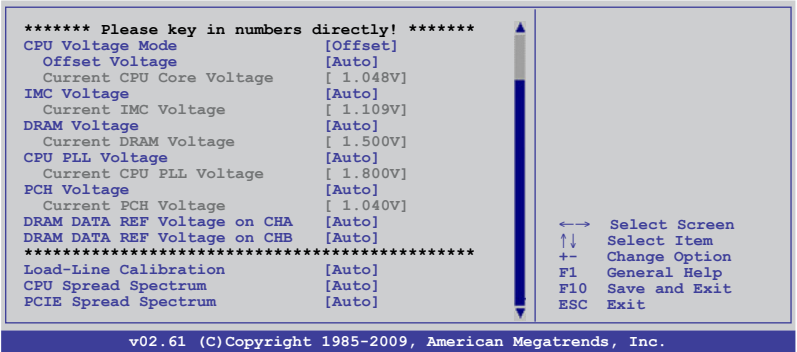 ******* Please key in numbers directly! *******
CPU Voltage Mode [Offset]
Offset Voltage [Auto]
Current CPU Core Voltage [ 1.048V]
IMC Voltage [Auto]
Current IMC Voltage [ 1.109V]
DRAM Voltage [Auto]
Current DRAM Voltage [ 1.500V]
CPU PLL Voltage [Auto]
Current CPU PLL Voltage [ 1.800V]
PCH Voltage [Auto]
Current PCH Voltage [ 1.040V]
DRAM DATA REF Voltage on CHA [Auto]
DRAM DATA REF Voltage on CHB [Auto]
***********************************************
Load-Line Calibration [Auto]
CPU Spread Spectrum [Auto]
PCIE Spread Spectrum [Auto]
←→ Select Screen
↑↓ Select Item
+- Change Option
F1 General Help
F10 Save and Exit
ESC Exit
v02.61 (C)Copyright 1985-2009, American Megatrends, Inc.